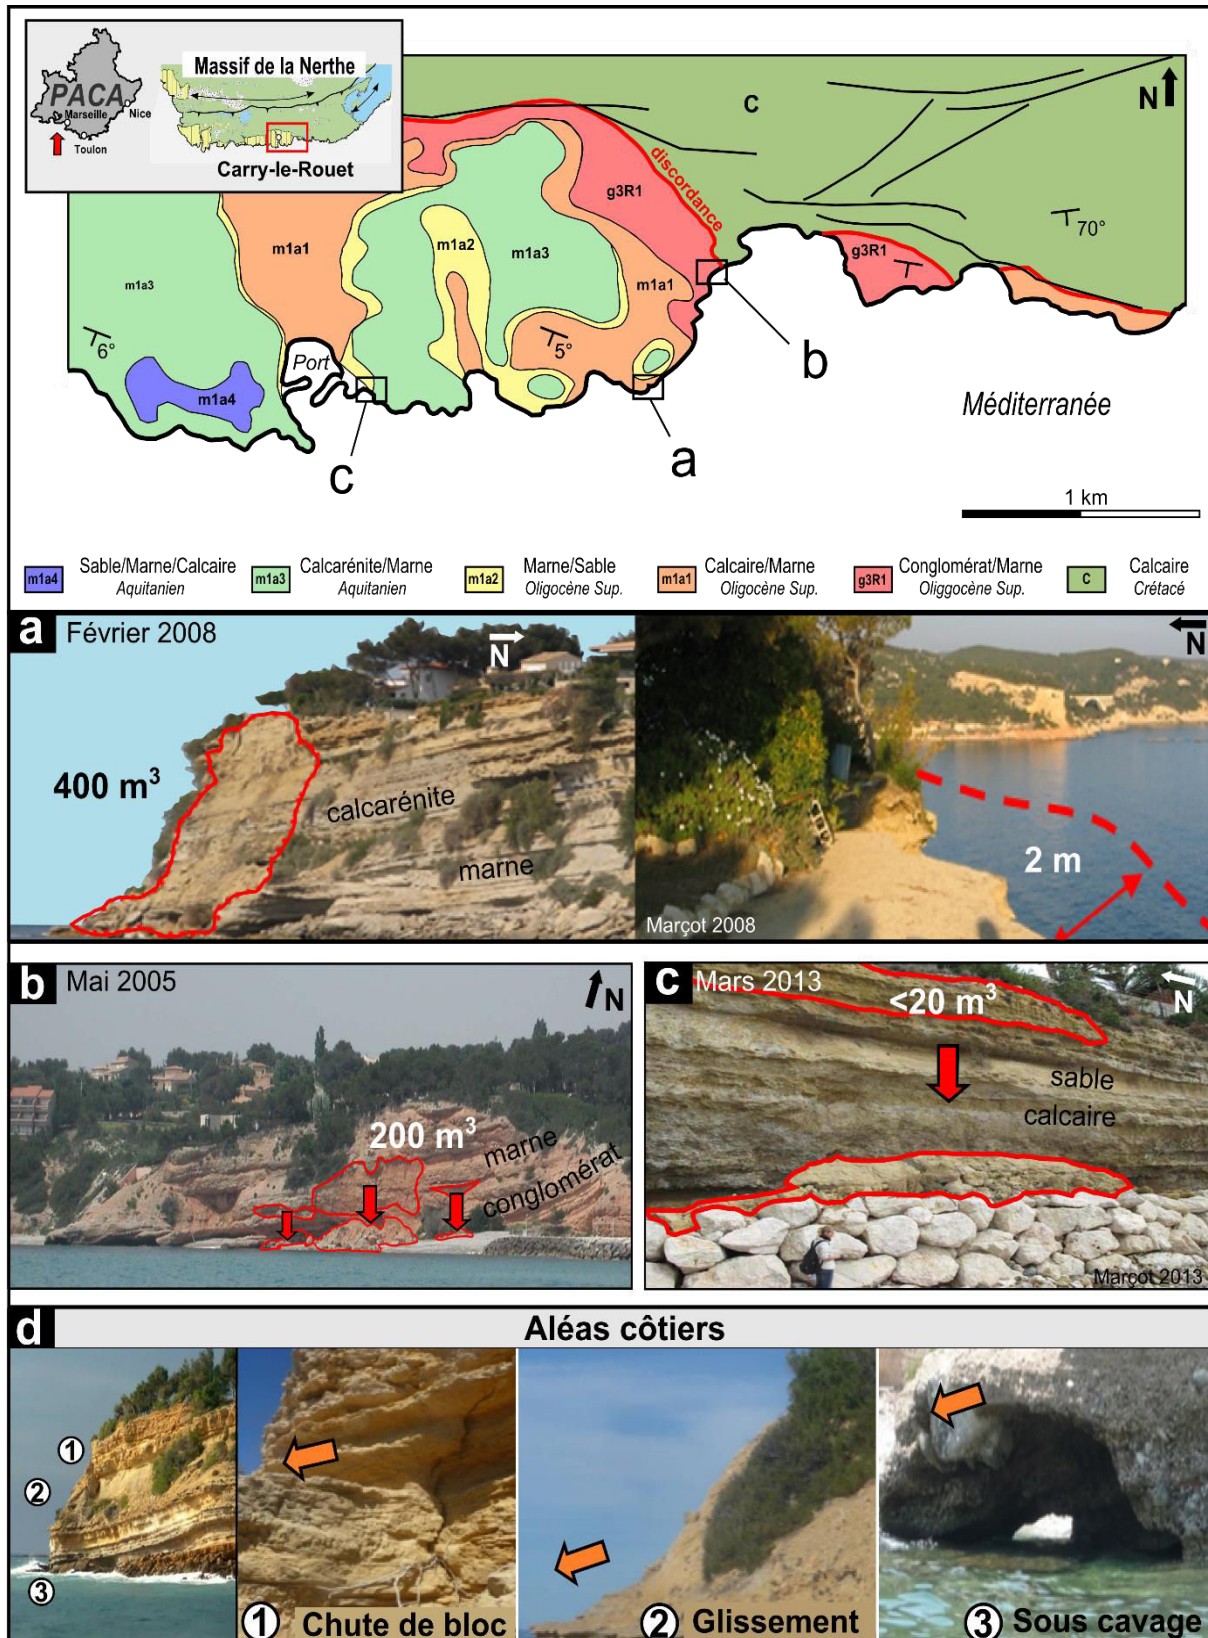 Massif de la Nerthe
PACA
Marseille
Nice
Toulon
Carry-le-Rouet
N
c
discordance
g3R1
m1a2
m1a1
m1a3
m1a3
m1a1
g3R1
70°
6°
5°
Port
m1a4
b
Méditerranée
a
c
1 km
m1a4 Sable/Marne/Calcaire
Aquitanien
m1a3 Calcarénite/Marne
Aquitanien
m1a2 Marne/Sable
Oligocène Sup.
m1a1 Calcaire/Marne
Oligocène Sup.
g3R1 Conglomérat/Marne
Oliggocène Sup.
C Calcaire
Crétacé
a Février 2008
N
400 m³
calcarénite
marne
N
2 m
Marçot 2008
b Mai 2005
N
200 m³
marne
conglomérat
c Mars 2013
N
<20 m³
sable
calcaire
Marçot 2013
d
Aléas côtiers
1
2
3
1 Chute de bloc
2 Glissement
3 Sous cavage